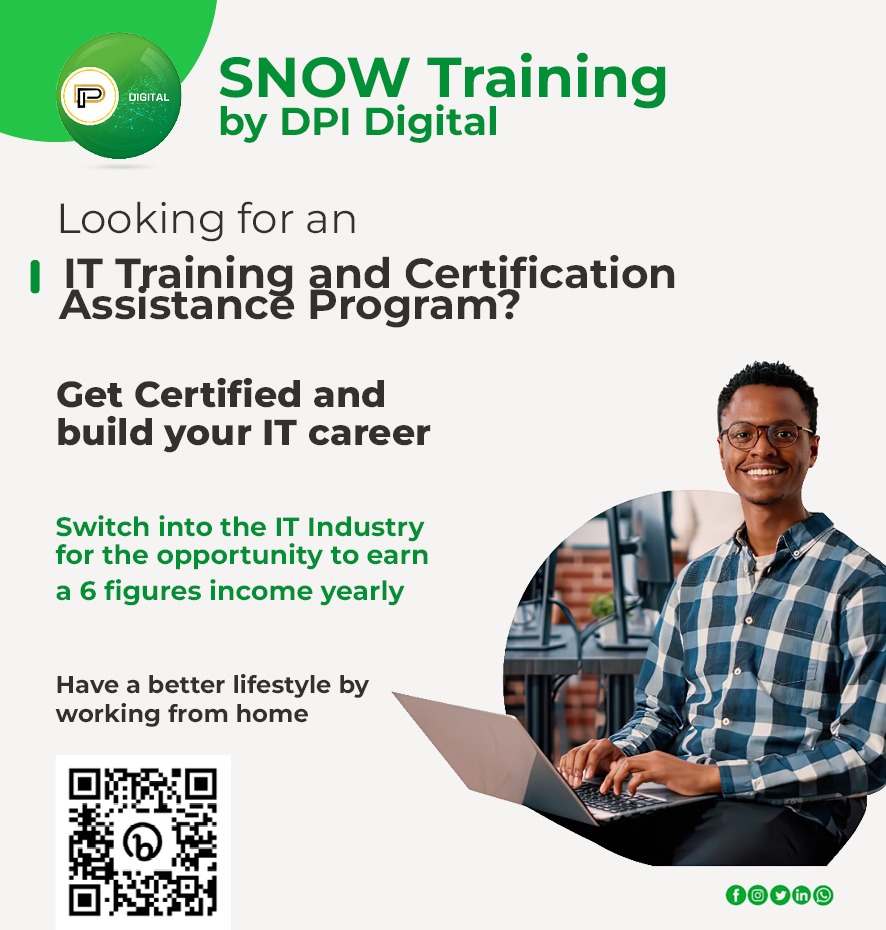 DIGITAL
SNOW Training
by DPI Digital
Looking for an
IT Training and Certification
Assistance Program?
Get Certified and
build your IT career
Switch into the IT Industry
for the opportunity to earn
a 6 figures income yearly
Have a better lifestyle by
working from home